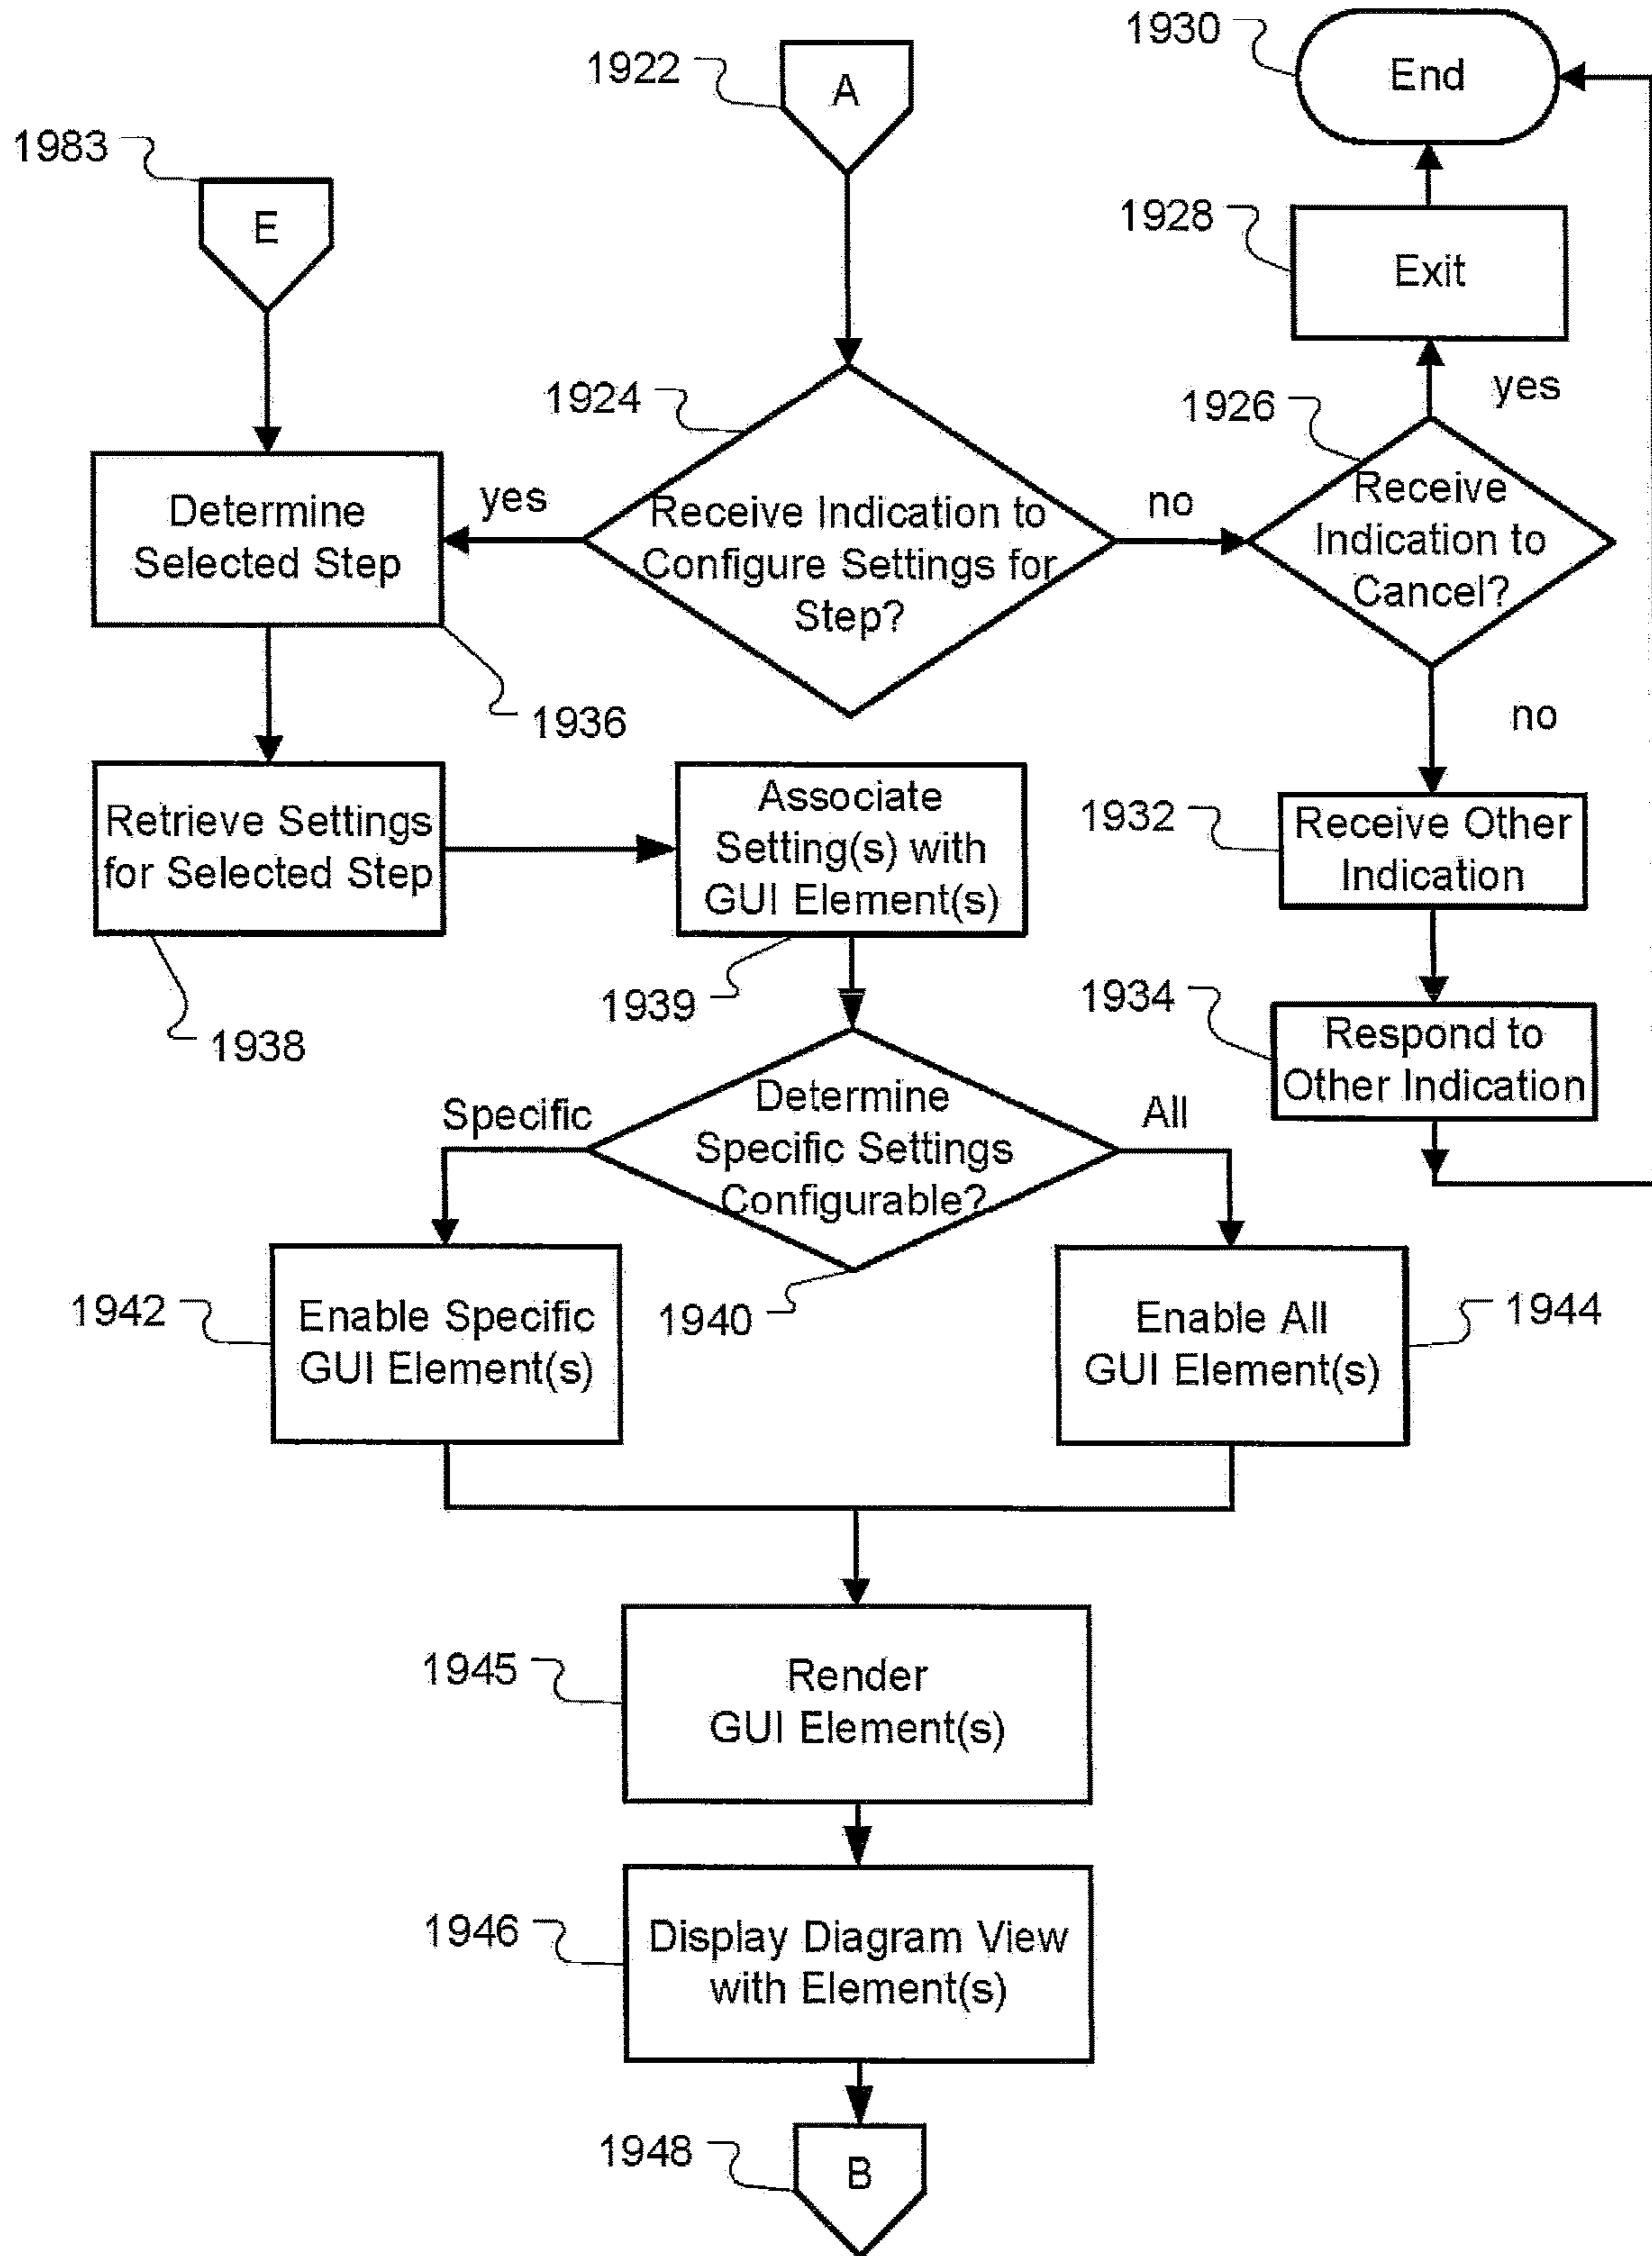 1930
End
1922
A
1983
E
1928
Exit
1924
1926
yes
yes
Determine
Selected Step
Receive Indication to
Configure Settings for
Step?
no
Receive
Indication to
Cancel?
1936
no
Retrieve Settings
for Selected Step
Associate
Setting(s) with
GUI Element(s)
1932
Receive Other
Indication
1938
1939
1934
Respond to
Other Indication
Specific
Determine
Specific Settings
Configurable?
All
1942
Enable Specific
GUI Element(s)
1940
Enable All
GUI Element(s)
1944
1945
Render
GUI Element(s)
1946
Display Diagram View
with Element(s)
1948
B